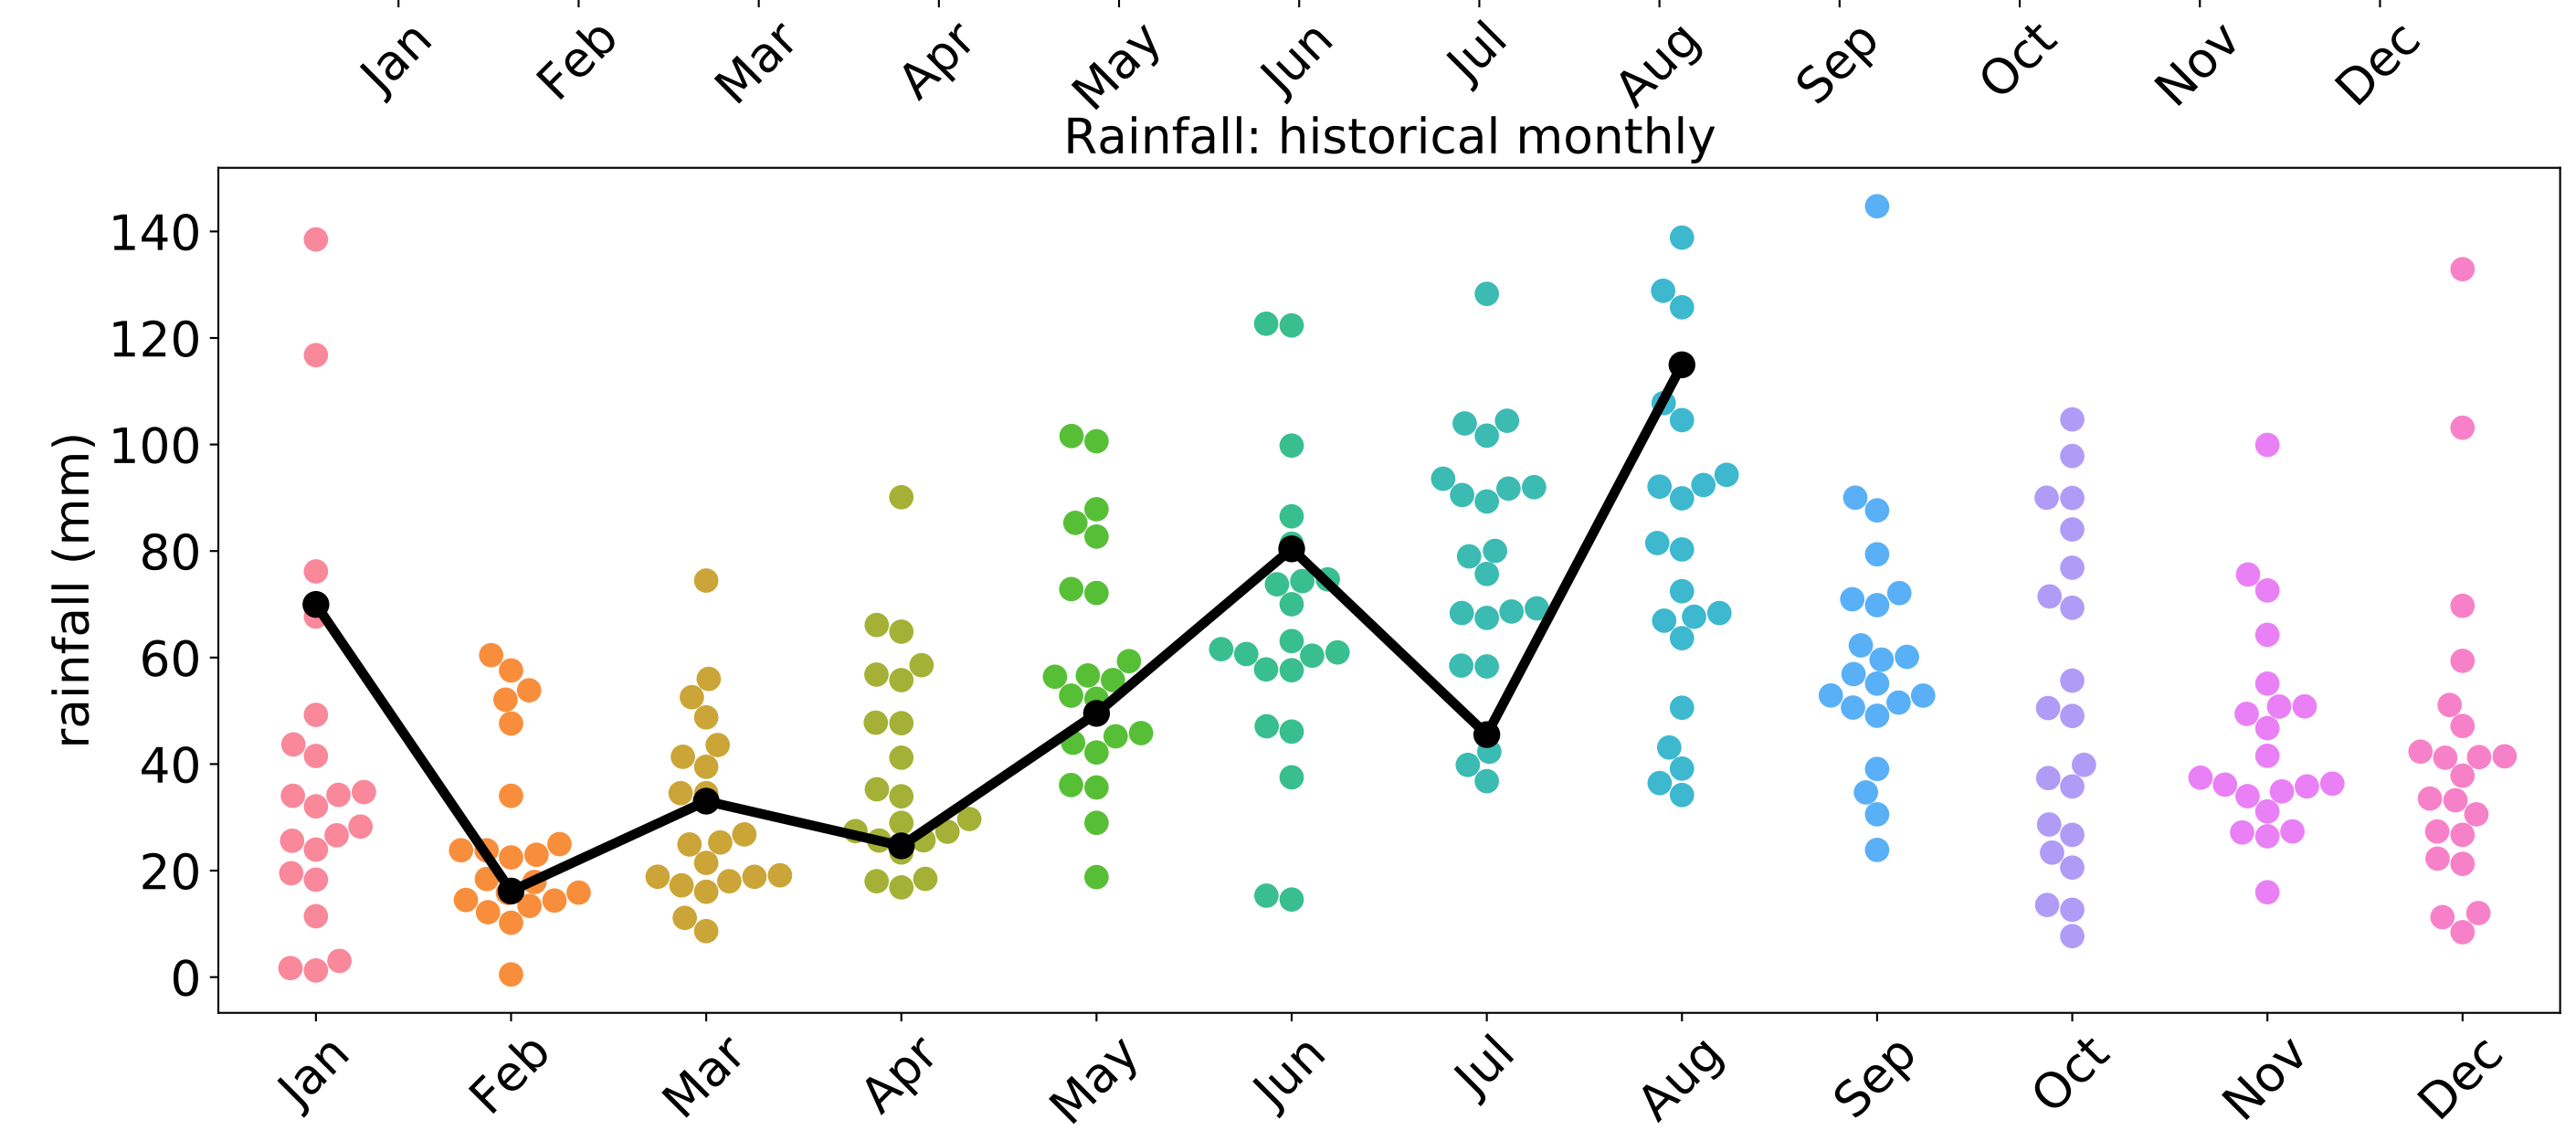 Jan Feb Mar Apr May Jun Jul Aug Sep Oct Nov Dec
Rainfall: historical monthly
rainfall (mm)
140
120
100
80
60
40
20
0
Jan Feb Mar Apr May Jun Jul Aug Sep Oct Nov Dec